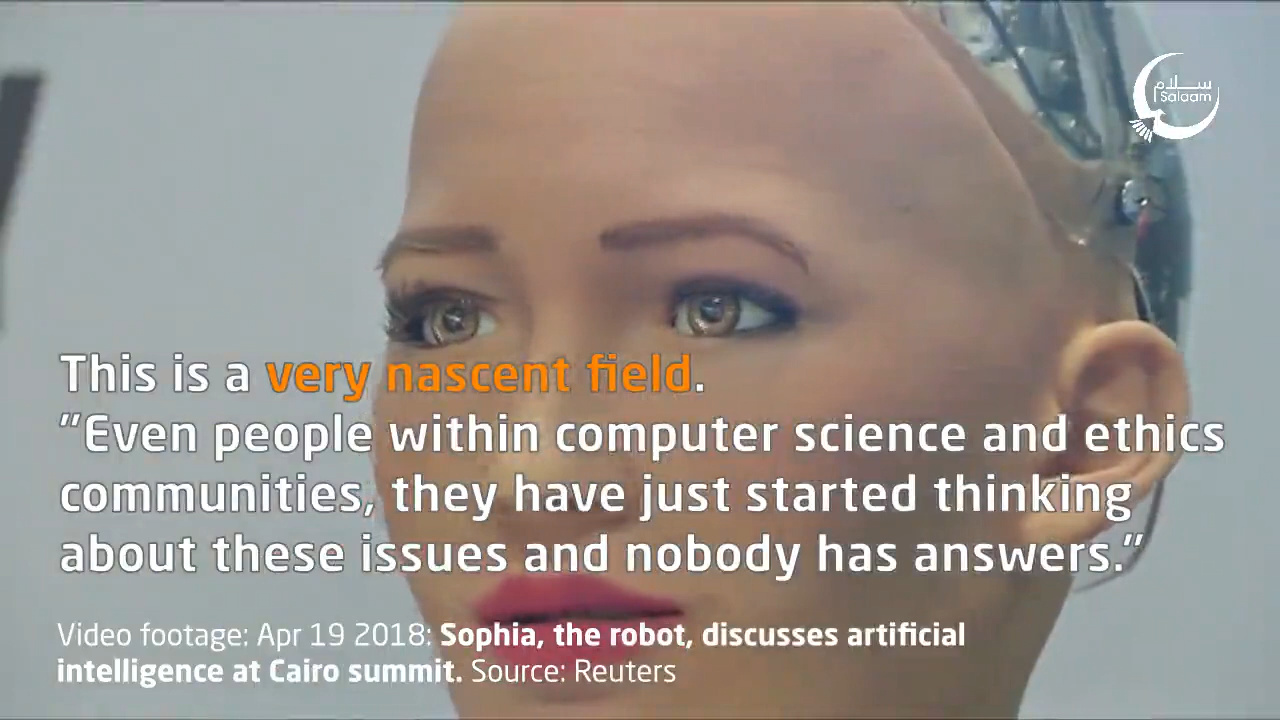 سلام
Salaam
This is a very nascent field.
"Even people within computer science and ethics
communities, they have just started thinking
about these issues and nobody has answers."
Video footage: Apr 19 2018: Sophia, the robot, discusses artificial
intelligence at Cairo summit. Source: Reuters